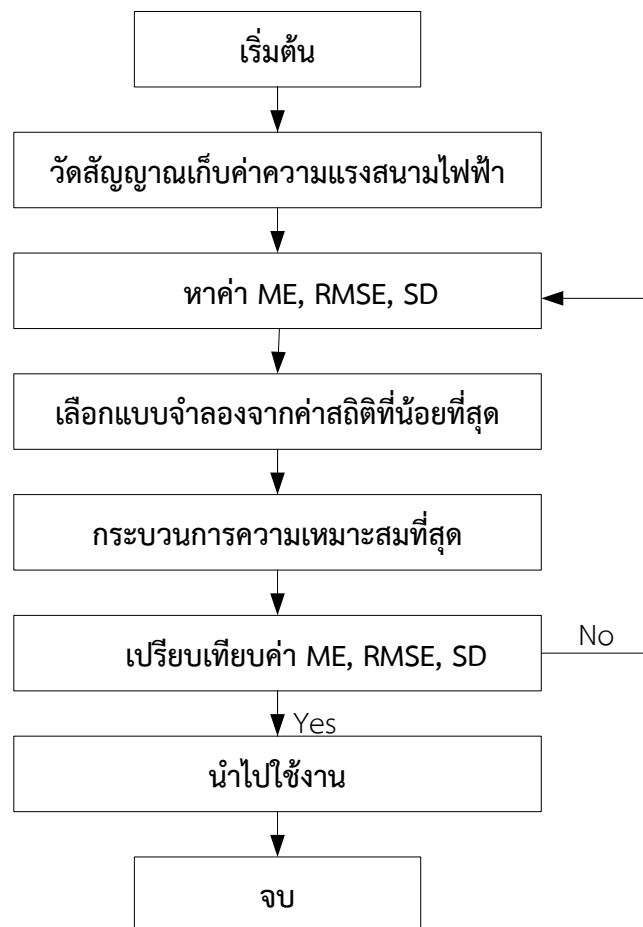 เริ่มต้น
วัดสัญญาณเก็บค่าความแรงสนามไฟฟ้า
หาค่า ME, RMSE, SD
เลือกแบบจำลองจากค่าสถิติที่น้อยที่สุด
กระบวนการความเหมาะสมที่สุด
เปรียบเทียบค่า ME, RMSE, SD
No
Yes
นำไปใช้งาน
จบ